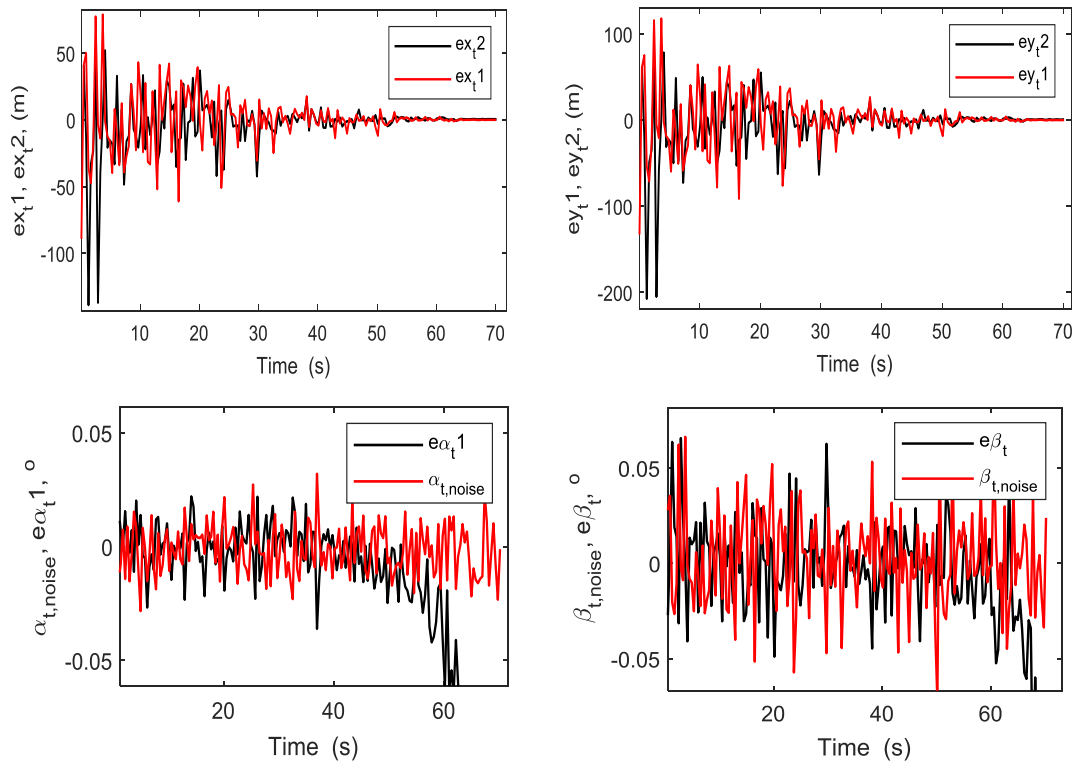 ex_t1, ex_t2, (m)
50
0
-50
-100
ex_t2
ex_t1
10 20 30 40 50 60 70
Time (s)
ey_t1, ey_t2, (m)
100
0
-100
-200
ey_t2
ey_t1
10 20 30 40 50 60 70
Time (s)
α_t,noise, eα_t1, °
0.05
0
-0.05
eα_t1
α_t,noise
20 40 60
Time (s)
β_t,noise, eβ_t, °
0.05
0
-0.05
eβ_t
β_t,noise
20 40 60
Time (s)